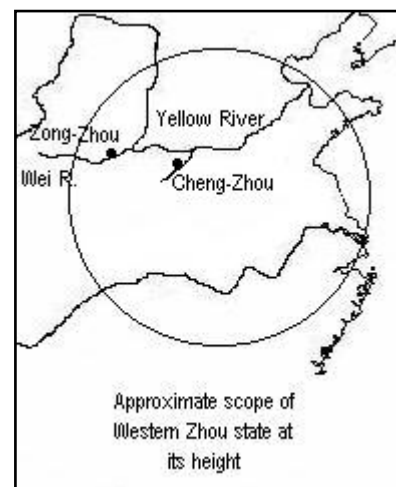 Yellow River
Zong-Zhou
Wei R.
Cheng-Zhou
Approximate scope of
Western Zhou state at
its height